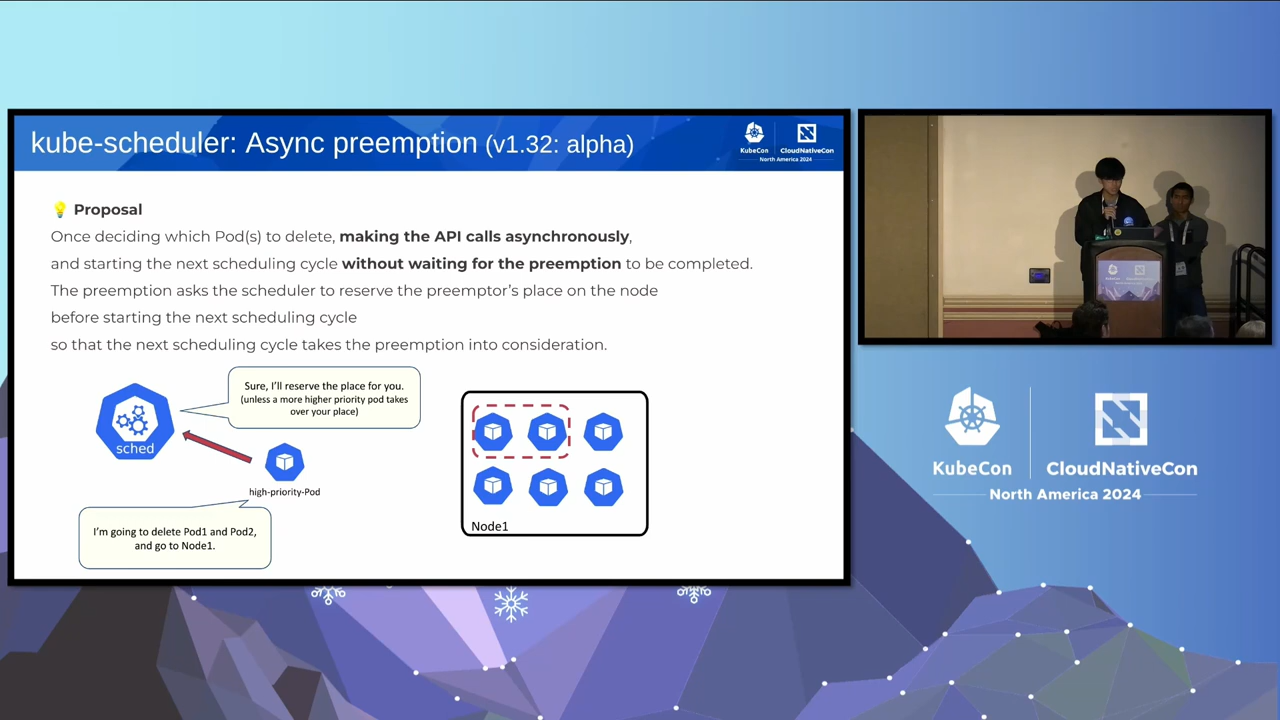 kube-scheduler: Async preemption (v1.32: alpha)
KubeCon
CloudNativeCon
North America 2024
💡 Proposal
Once deciding which Pod(s) to delete, making the API calls asynchronously,
and starting the next scheduling cycle without waiting for the preemption to be completed.
The preemption asks the scheduler to reserve the preemptor's place on the node
before starting the next scheduling cycle
so that the next scheduling cycle takes the preemption into consideration.
Sure, I'll reserve the place for you.
(unless a more higher priority pod takes
over your place)
sched
high-priority-Pod
I'm going to delete Pod1 and Pod2,
and go to Node1.
Node1
KubeCon
CloudNativeCon
North America 2024